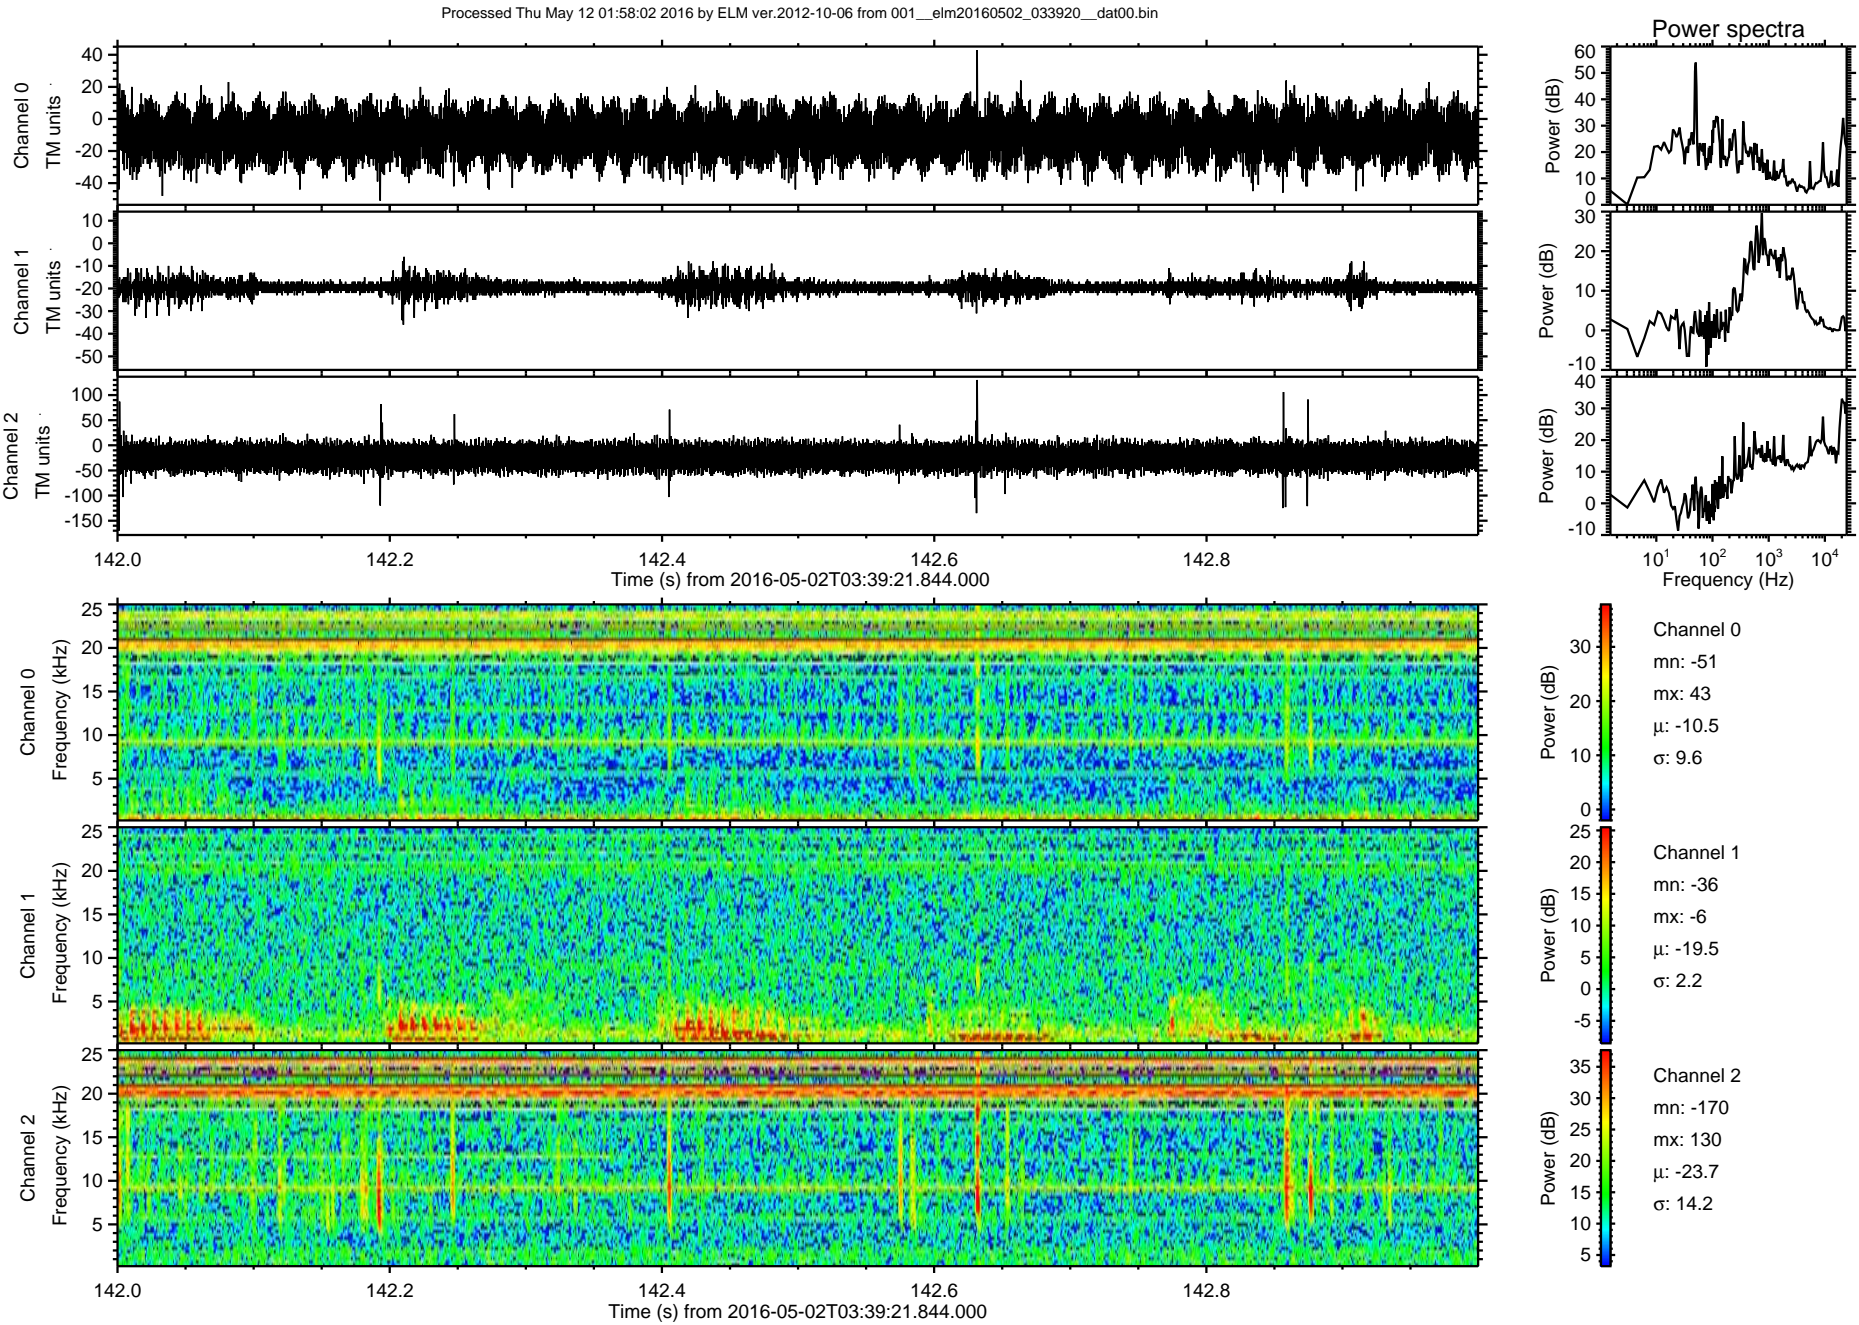 Processed Thu May 12 01:58:02 2016 by ELM ver.2012-10-06 from 001__elm20160502_033920__dat00.bin
Power spectra
Channel 0
TM units
40
20
0
-20
-40
Power (dB)
60
50
40
30
20
10
0
Channel 1
TM units
10
0
-10
-20
-30
-40
-50
Power (dB)
30
20
10
0
-10
Channel 2
TM units
100
50
0
-50
-100
-150
Power (dB)
40
30
20
10
0
-10
142.0 142.2 142.4 142.6 142.8
Time (s) from 2016-05-02T03:39:21.844.000
10^1 10^2 10^3 10^4
Frequency (Hz)
Channel 0
Frequency (kHz)
25
20
15
10
5
Power (dB)
30
20
10
0
Channel 0
mn: -51
mx: 43
µ: -10.5
σ: 9.6
Channel 1
Frequency (kHz)
25
20
15
10
5
Power (dB)
25
20
15
10
5
0
-5
Channel 1
mn: -36
mx: -6
µ: -19.5
σ: 2.2
Channel 2
Frequency (kHz)
25
20
15
10
5
Power (dB)
35
30
25
20
15
10
5
Channel 2
mn: -170
mx: 130
µ: -23.7
σ: 14.2
142.0 142.2 142.4 142.6 142.8
Time (s) from 2016-05-02T03:39:21.844.000